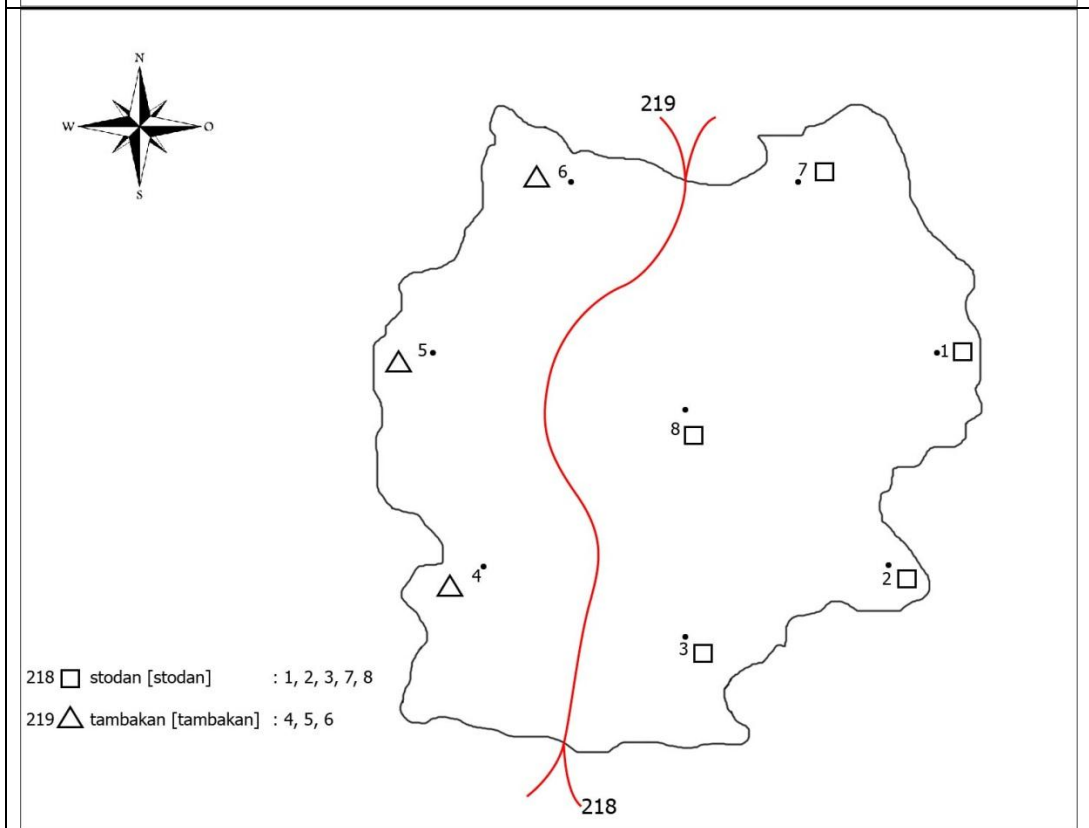 N
W O
S
219
6
7
5
1
8
4
2
3
218 stodan [stodan] : 1, 2, 3, 7, 8
219 tambakan [tambakan] : 4, 5, 6
218